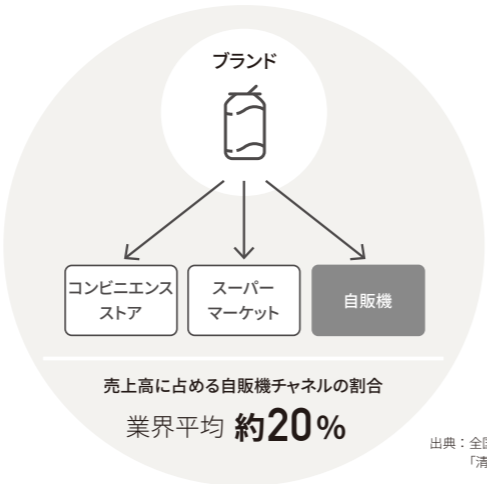 ブランド
コンビニエンス
ストア
スーパー
マーケット
自販機
売上高に占める自販機チャネルの割合
業界平均 約20%
出典：全国
「清